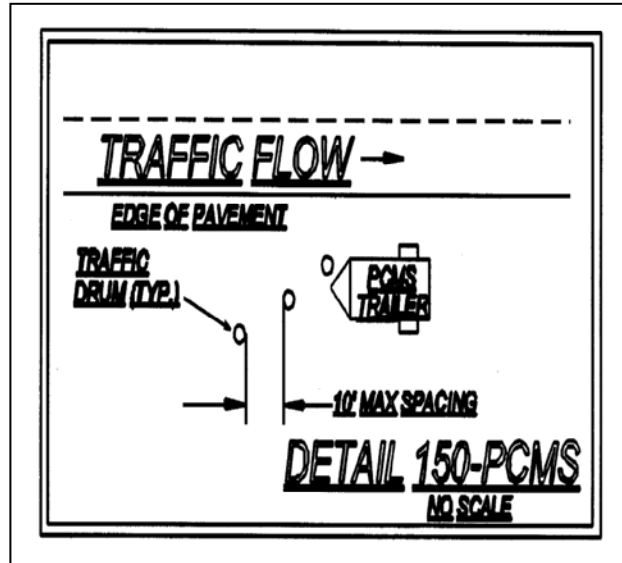 TRAFFIC FLOW
EDGE OF PAVEMENT
TRAFFIC
DRUM (TYP.)
PCMS
TRAILER
10' MAX SPACING
DETAIL 150-PCMS
NO SCALE